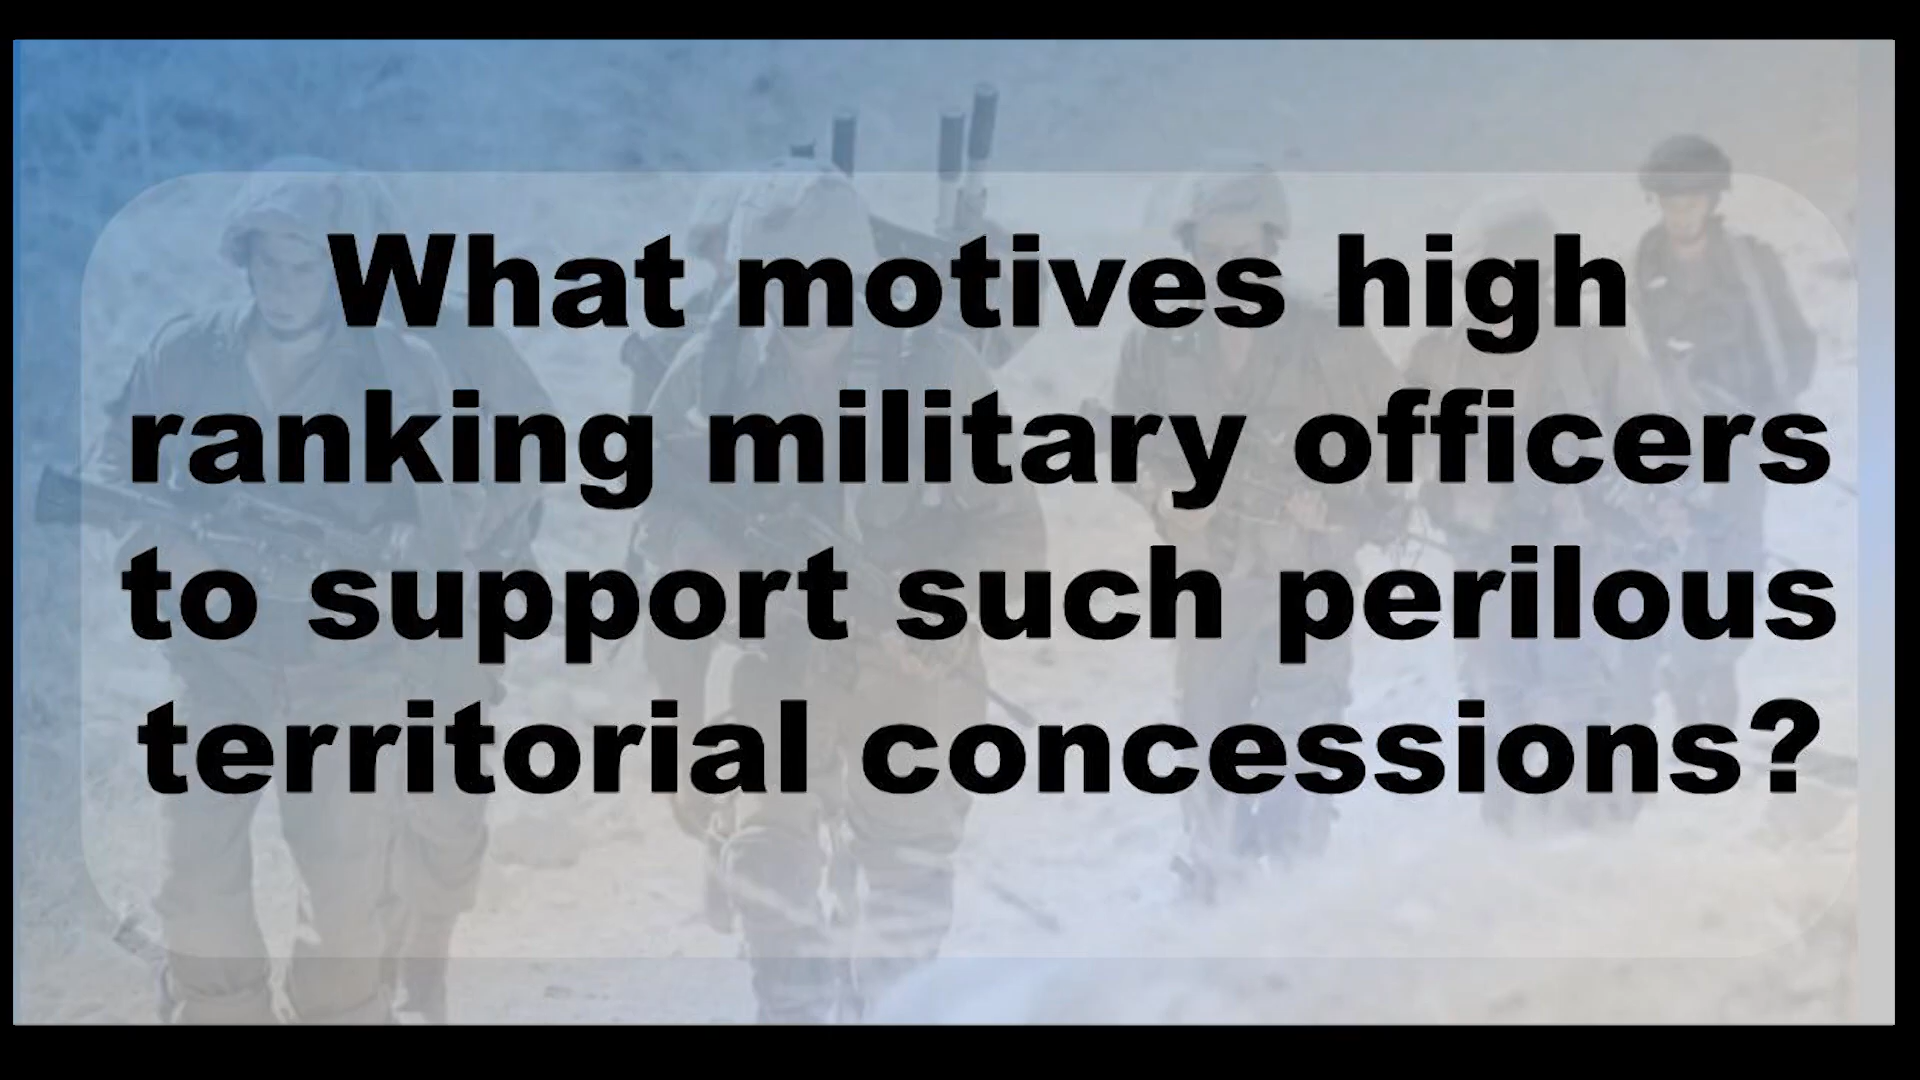 What motives high
ranking military officers
to support such perilous
territorial concessions?